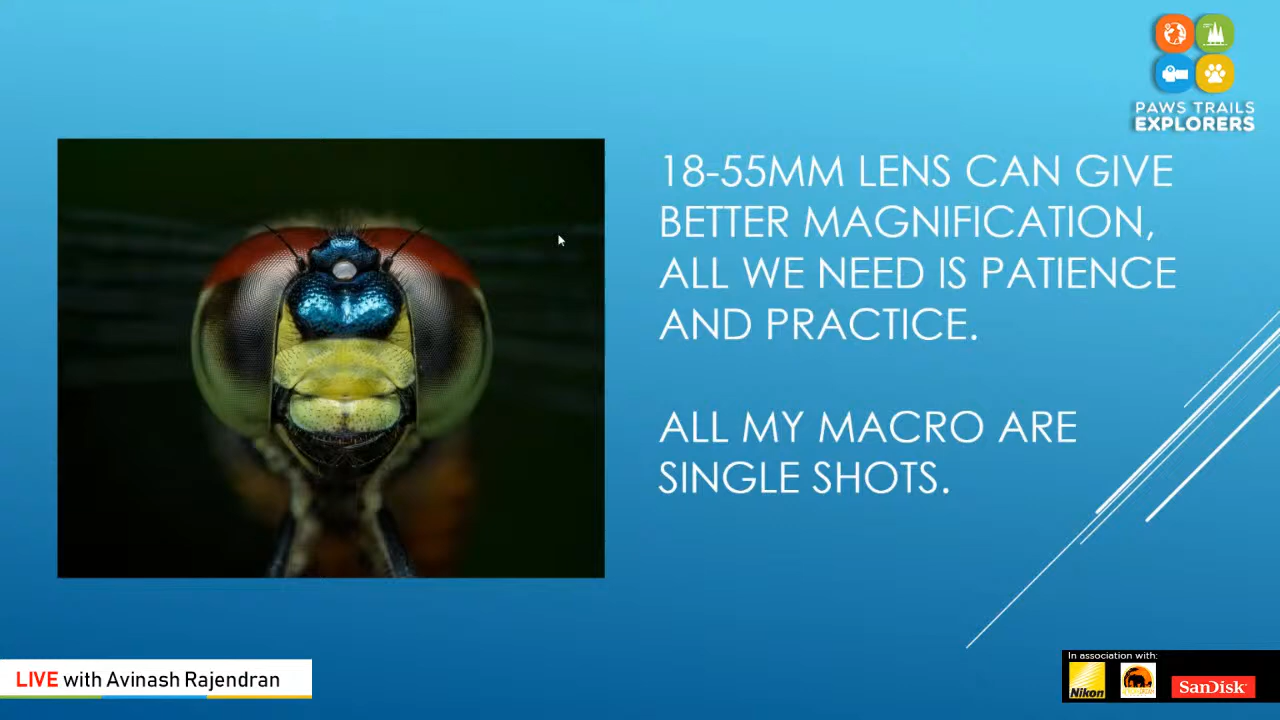 PAWS TRAILS
EXPLORERS
18-55MM LENS CAN GIVE
BETTER MAGNIFICATION,
ALL WE NEED IS PATIENCE
AND PRACTICE.
ALL MY MACRO ARE
SINGLE SHOTS.
LIVE with Avinash Rajendran
In association with:
Nikon
SanDisk